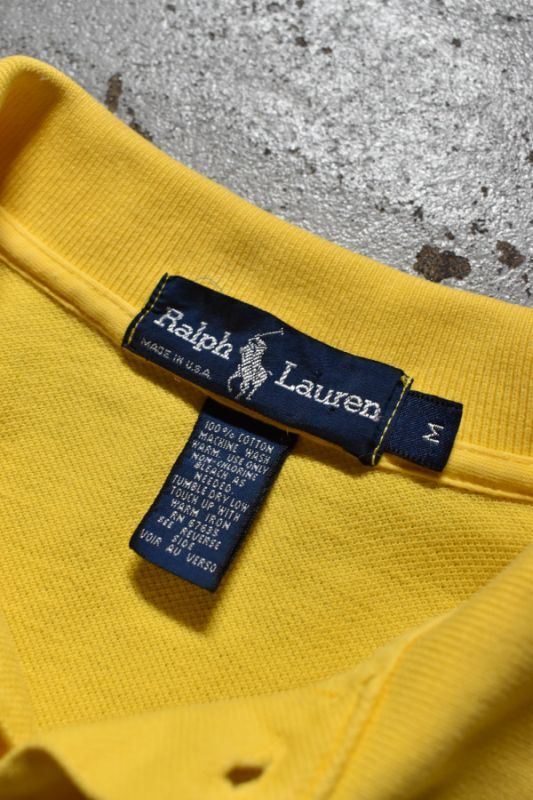 Ralph Lauren
MADE IN U.S.A.
M
100% COTTON
MACHINE WASH
WARM. USE ONLY
NON-CHLORINE
BLEACH AS
NEEDED.
TUMBLE DRY LOW
TOUCH UP WITH
WARM IRON
RN 67635
SEE REVERSE
SIDE
VOIR AU VERSO